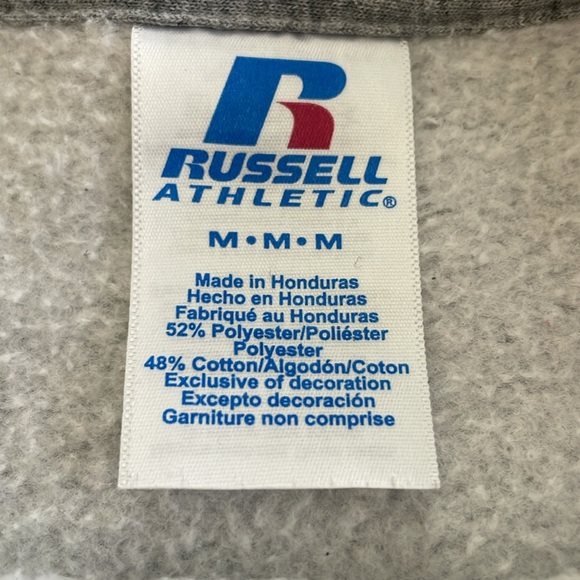 R
RUSSELL
ATHLETIC®
M•M•M
Made in Honduras
Hecho en Honduras
Fabriqué au Honduras
52% Polyester/Poliéster
Polyester
48% Cotton/Algodón/Coton
Exclusive of decoration
Excepto decoración
Garniture non comprise